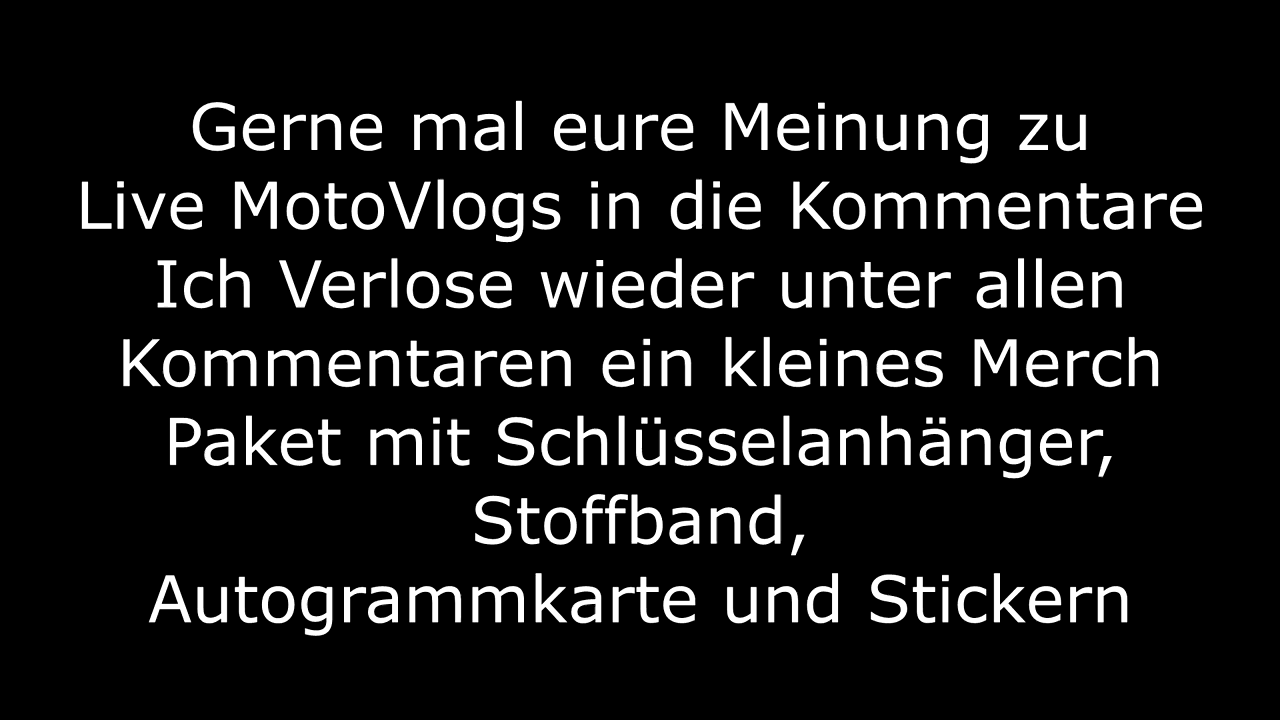 Gerne mal eure Meinung zu
Live MotoVlogs in die Kommentare
Ich Verlose wieder unter allen
Kommentaren ein kleines Merch
Paket mit Schlüsselanhänger,
Stoffband,
Autogrammkarte und Stickern